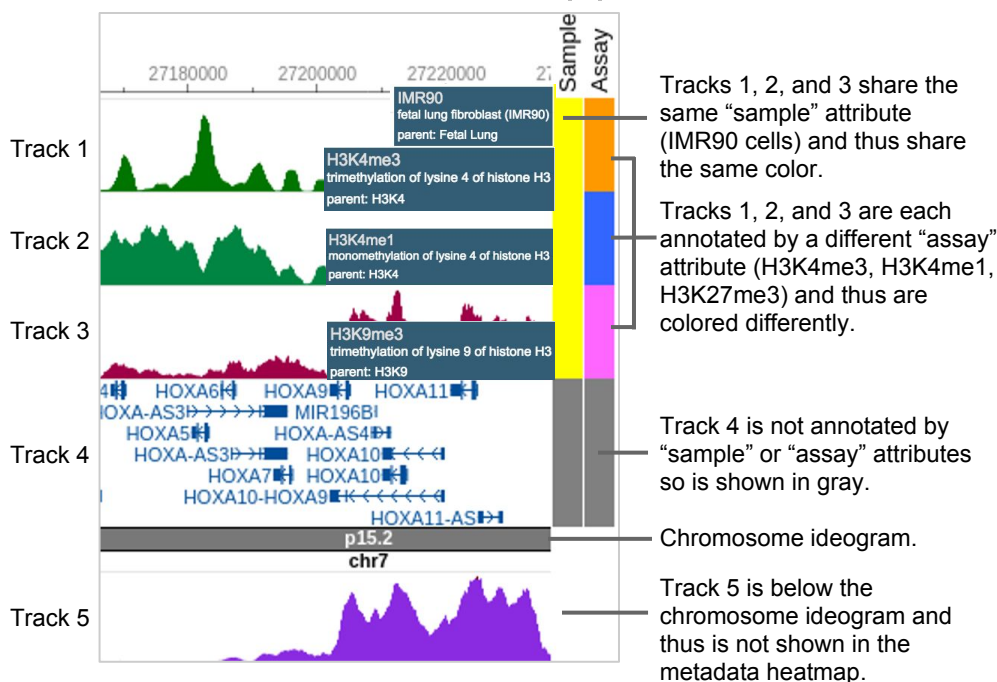 Sample
Assay
27180000
27200000
27220000
27
IMR90
fetal lung fibroblast (IMR90)
parent: Fetal Lung
Track 1
H3K4me3
trimethylation of lysine 4 of histone H3
parent: H3K4
Track 2
H3K4me1
monomethylation of lysine 4 of histone H3
parent: H3K4
Track 3
H3K9me3
trimethylation of lysine 9 of histone H3
parent: H3K9
Track 4
4 HOXA6 HOXA9 HOXA11
HOXA-AS3 MIR196B
HOXA5 HOXA-AS4
HOXA-AS3 HOXA10
HOXA7 HOXA10
HOXA10-HOXA9
HOXA11-AS
p15.2
chr7
Track 5
Tracks 1, 2, and 3 share the
same “sample” attribute
(IMR90 cells) and thus share
the same color.
Tracks 1, 2, and 3 are each
annotated by a different “assay”
attribute (H3K4me3, H3K4me1,
H3K27me3) and thus are
colored differently.
Track 4 is not annotated by
“sample” or “assay” attributes
so is shown in gray.
Chromosome ideogram.
Track 5 is below the
chromosome ideogram and
thus is not shown in the
metadata heatmap.